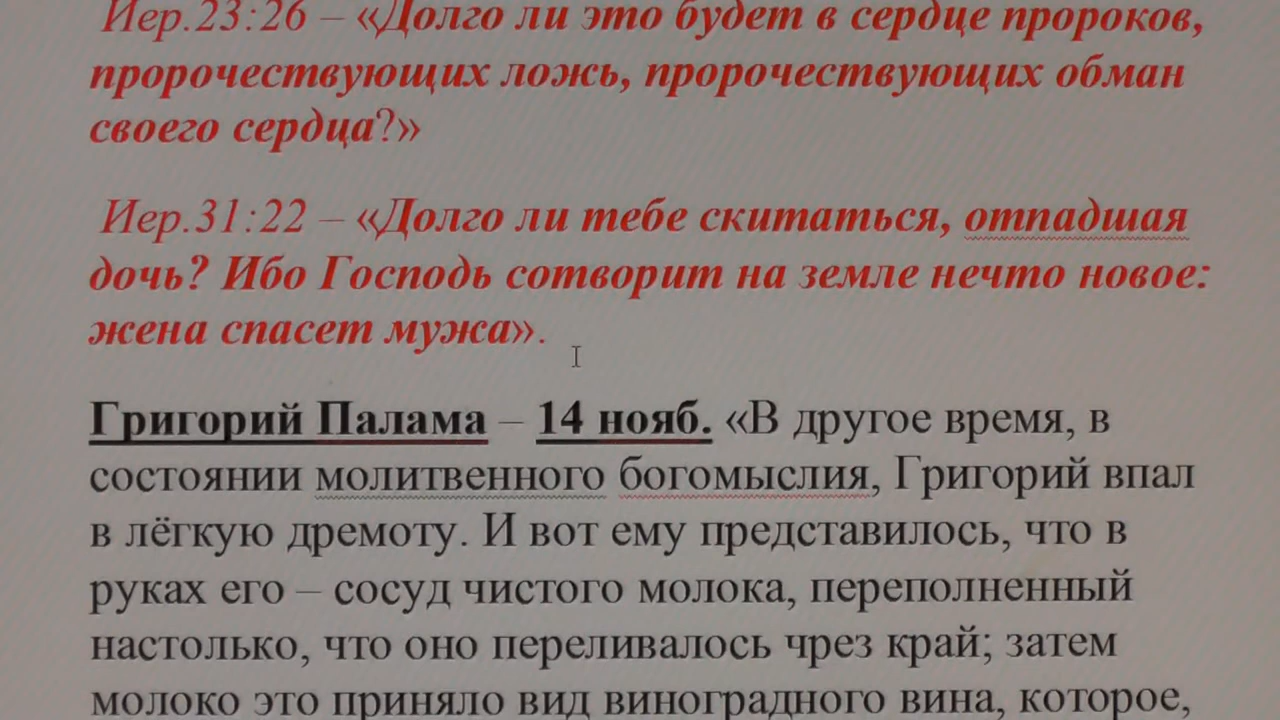 Иер.23:26 – «Долго ли это будет в сердце пророков,
пророчествующих ложь, пророчествующих обман
своего сердца?»
Иер.31:22 – «Долго ли тебе скитаться, отпадшая
дочь? Ибо Господь сотворит на земле нечто новое:
жена спасет мужа».
Григорий Палама – 14 нояб. «В другое время, в
состоянии молитвенного богомыслия, Григорий впал
в лёгкую дремоту. И вот ему представилось, что в
руках его – сосуд чистого молока, переполненный
настолько, что оно переливалось чрез край; затем
молоко это приняло вид виноградного вина, которое,